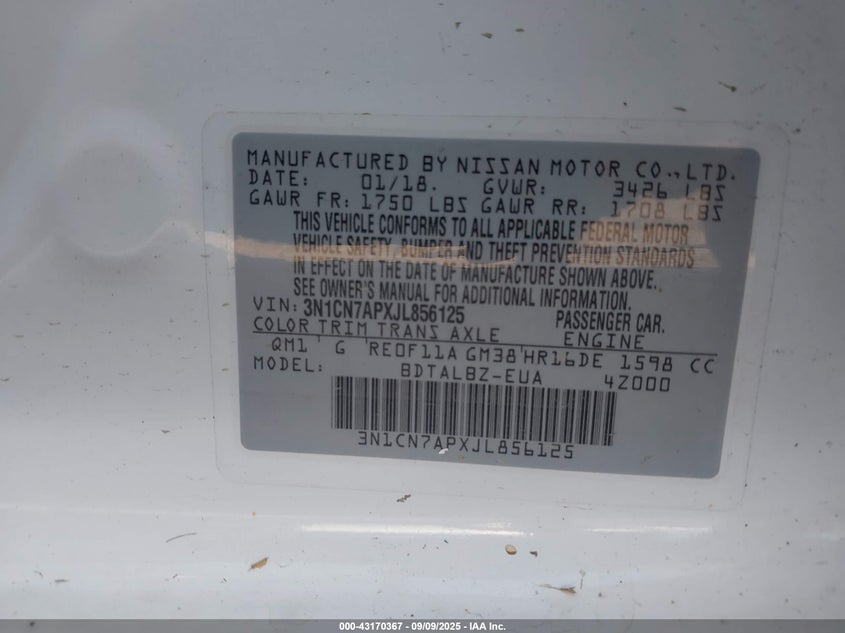 MANUFACTURED BY NISSAN MOTOR CO.,LTD.
DATE: 01/18. GVWR: 3426 LBS
GAWR FR: 1750 LBS GAWR RR: 1708 LBS
THIS VEHICLE CONFORMS TO ALL APPLICABLE FEDERAL MOTOR
VEHICLE SAFETY, BUMPER AND THEFT PREVENTION STANDARDS
IN EFFECT ON THE DATE OF MANUFACTURE SHOWN ABOVE.
SEE OWNER'S MANUAL FOR ADDITIONAL INFORMATION.
VIN: 3N1CN7APXJL856125 PASSENGER CAR.
COLOR TRIM TRANS AXLE ENGINE
QM1 ' G 'RE0F11A GM38'HR16DE 1598 CC
MODEL: BDTALBZ-EUA 4Z000
3N1CN7APXJL856125
000-43170367 - 09/09/2025 - IAA Inc.